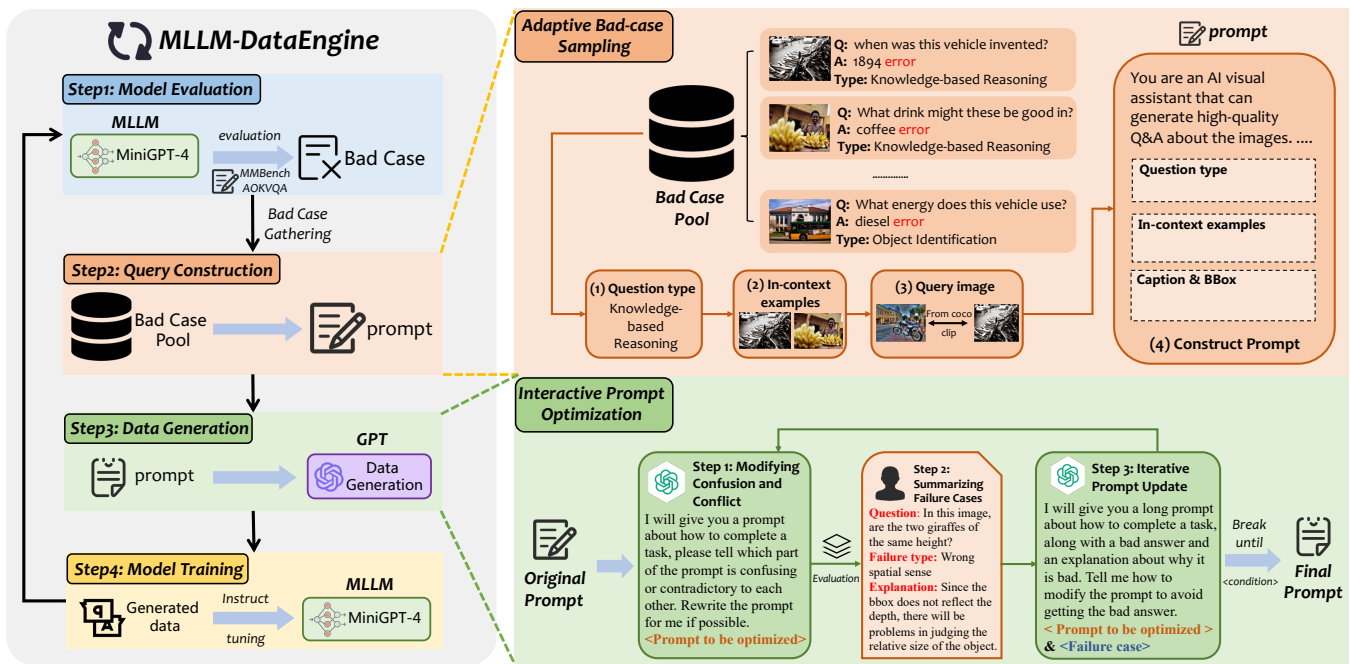 MLLM-DataEngine
Step1: Model Evaluation
MLLM
MiniGPT-4
evaluation
MMBench
AOKVQA
Bad Case
Bad Case
Gathering
Step2: Query Construction
Bad Case
Pool
prompt
Step3: Data Generation
prompt
GPT
Data
Generation
Step4: Model Training
Generated
data
Instruct
tuning
MLLM
MiniGPT-4
Adaptive Bad-case
Sampling
Bad Case
Pool
Q: when was this vehicle invented?
A: 1894 error
Type: Knowledge-based Reasoning
Q: What drink might these be good in?
A: coffee error
Type: Knowledge-based Reasoning
..............
Q: What energy does this vehicle use?
A: diesel error
Type: Object Identification
(1) Question type
Knowledge-
based
Reasoning
(2) In-context
examples
(3) Query image
From coco
clip
prompt
You are an AI visual
assistant that can
generate high-quality
Q&A about the images. ....
Question type
In-context examples
Caption & BBox
(4) Construct Prompt
Interactive Prompt
Optimization
Original
Prompt
Step 1: Modifying
Confusion and
Conflict
I will give you a prompt
about how to complete a
task, please tell which part
of the prompt is confusing
or contradictory to each
other. Rewrite the prompt
for me if possible.
<Prompt to be optimized>
Evaluation
Step 2:
Summarizing
Failure Cases
Question: In this image,
are the two giraffes of
the same height?
Failure type: Wrong
spatial sense
Explanation: Since the
bbox does not reflect the
depth, there will be
problems in judging the
relative size of the object.
Step 3: Iterative
Prompt Update
I will give you a long prompt
about how to complete a task,
along with a bad answer and
an explanation about why it
is bad. Tell me how to
modify the prompt to avoid
getting the bad answer.
< Prompt to be optimized >
& <Failure case>
Break
until
<condition>
Final
Prompt